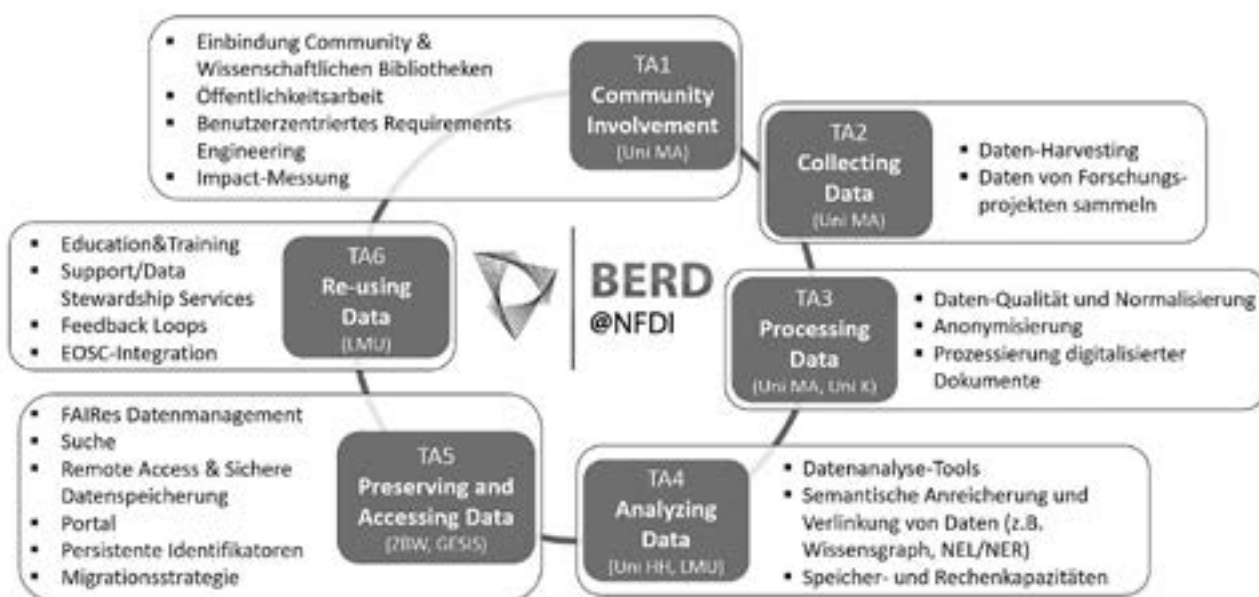 ▪ Einbindung Community &
Wissenschaftlichen Bibliotheken
▪ Öffentlichkeitsarbeit
▪ Benutzerzentriertes Requirements
Engineering
▪ Impact-Messung
TA1
Community
Involvement
(Uni MA)
TA2
Collecting
Data
(Uni MA)
▪ Daten-Harvesting
▪ Daten von Forschungs-
projekten sammeln
▪ Education&Training
▪ Support/Data
Stewardship Services
▪ Feedback Loops
▪ EOSC-Integration
TA6
Re-using
Data
(LMU)
BERD
@NFDI
TA3
Processing
Data
(Uni MA, Uni K)
▪ Daten-Qualität und Normalisierung
▪ Anonymisierung
▪ Prozessierung digitalisierter
Dokumente
▪ FAIRes Datenmanagement
▪ Suche
▪ Remote Access & Sichere
Datenspeicherung
▪ Portal
▪ Persistente Identifikatoren
▪ Migrationsstrategie
TA5
Preserving and
Accessing Data
(ZBW, GESIS)
TA4
Analyzing
Data
(Uni HH, LMU)
▪ Datenanalyse-Tools
▪ Semantische Anreicherung und
Verlinkung von Daten (z.B.
Wissensgraph, NEL/NER)
▪ Speicher- und Rechenkapazitäten